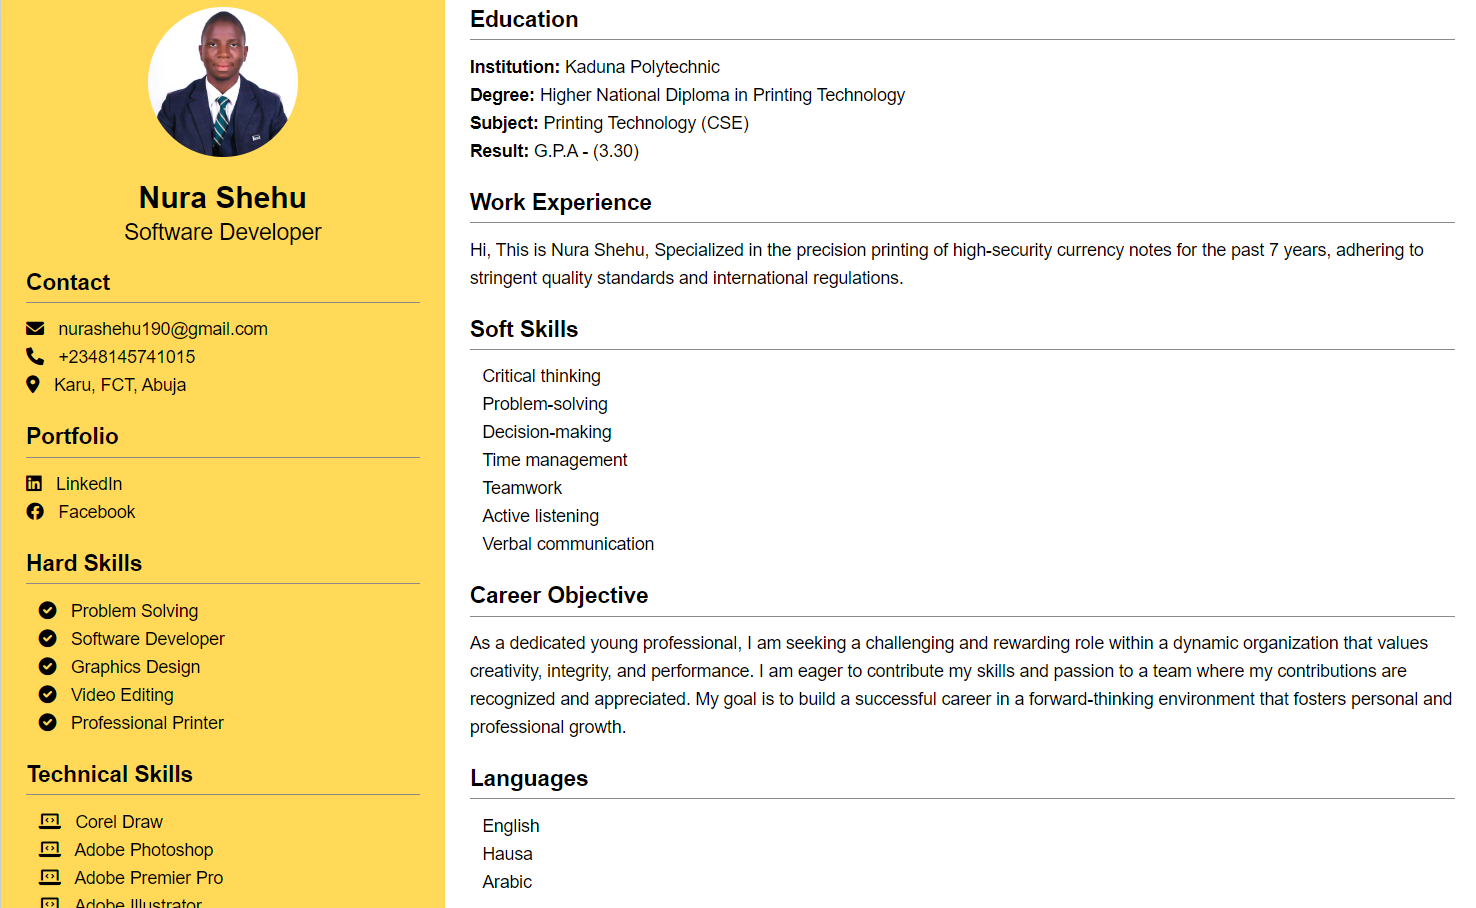 Nura Shehu
Software Developer
Contact
nurashehu190@gmail.com
+2348145741015
Karu, FCT, Abuja
Portfolio
LinkedIn
Facebook
Hard Skills
Problem Solving
Software Developer
Graphics Design
Video Editing
Professional Printer
Technical Skills
Corel Draw
Adobe Photoshop
Adobe Premier Pro
Adobe Illustrator
Education
Institution: Kaduna Polytechnic
Degree: Higher National Diploma in Printing Technology
Subject: Printing Technology (CSE)
Result: G.P.A - (3.30)
Work Experience
Hi, This is Nura Shehu, Specialized in the precision printing of high-security currency notes for the past 7 years, adhering to
stringent quality standards and international regulations.
Soft Skills
Critical thinking
Problem-solving
Decision-making
Time management
Teamwork
Active listening
Verbal communication
Career Objective
As a dedicated young professional, I am seeking a challenging and rewarding role within a dynamic organization that values
creativity, integrity, and performance. I am eager to contribute my skills and passion to a team where my contributions are
recognized and appreciated. My goal is to build a successful career in a forward-thinking environment that fosters personal and
professional growth.
Languages
English
Hausa
Arabic